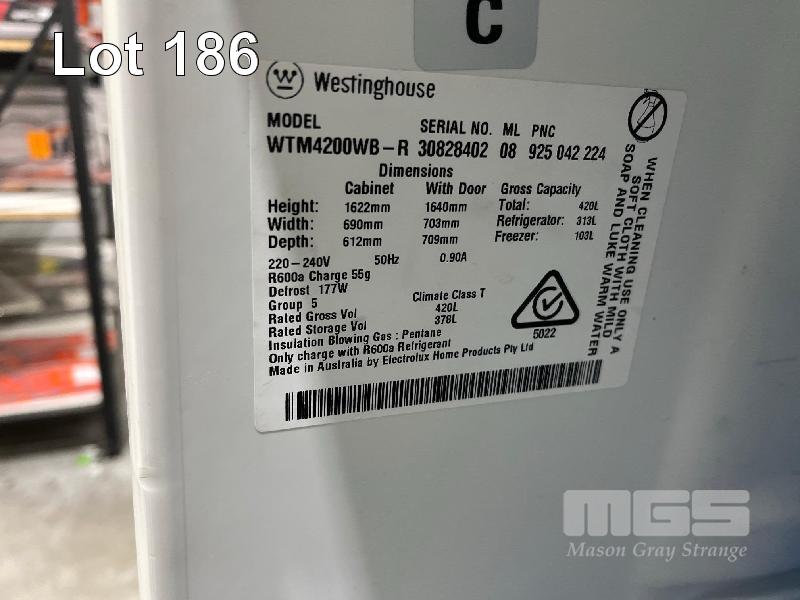 C
Lot 186
W Westinghouse
MODEL SERIAL NO. ML PNC
WTM4200WB-R 30828402 08 925 042 224
Dimensions
Cabinet With Door Gross Capacity
Height: 1622mm 1640mm Total: 420L
Width: 690mm 703mm Refrigerator: 313L
Depth: 612mm 709mm Freezer: 103L
220-240V 50Hz 0.90A
R600a Charge 55g
Defrost 177W
Group 5 Climate Class T
Rated Gross Vol 420L
Rated Storage Vol 378L
Insulation Blowing Gas : Pentane
Only charge with R600a Refrigerant
Made in Australia by Electrolux Home Products Pty Ltd
5022
WHEN CLEANING USE ONLY A
SOFT CLOTH WITH MILD
SOAP AND LUKE WARM WATER
MGS
Mason Gray Strange